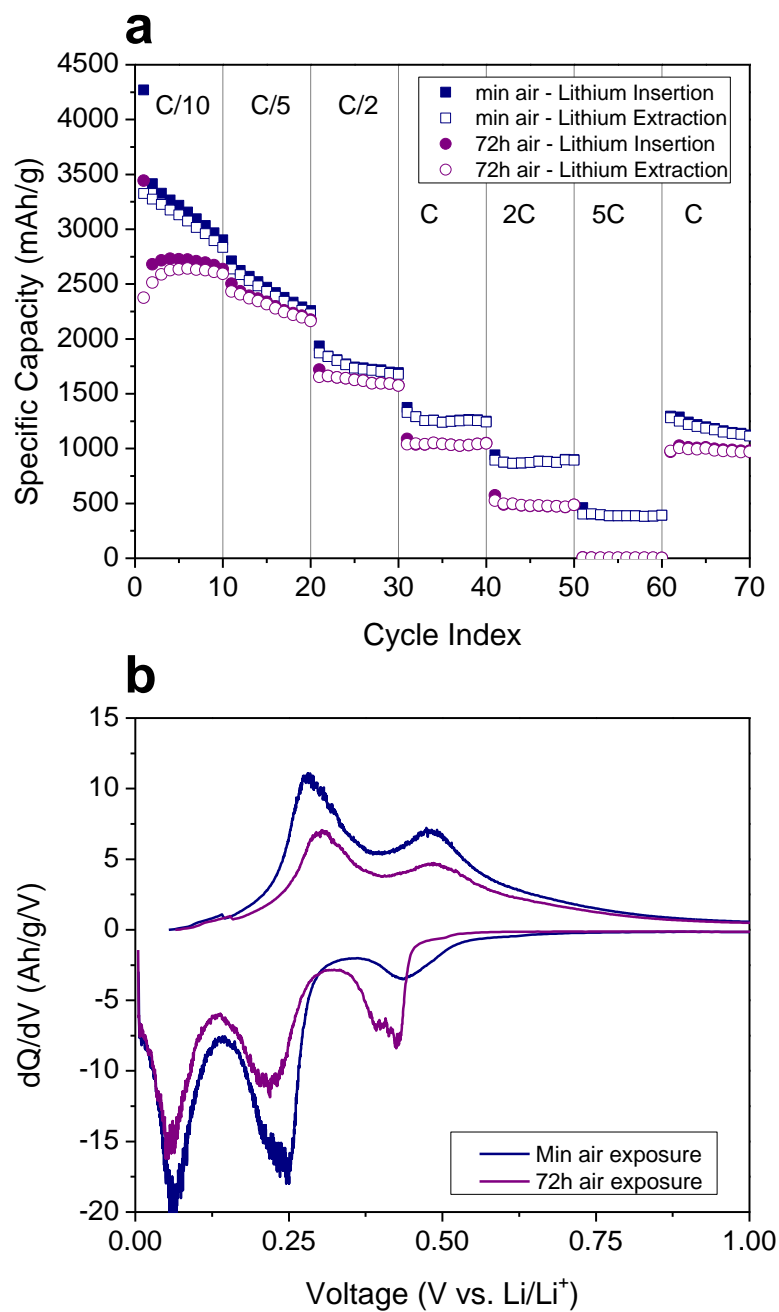 a
4500
4000
3500
3000
2500
2000
1500
1000
500
0
Specific Capacity (mAh/g)
C/10
C/5
C/2
C
2C
5C
C
min air - Lithium Insertion
min air - Lithium Extraction
72h air - Lithium Insertion
72h air - Lithium Extraction
0
10
20
30
40
50
60
70
Cycle Index
b
15
10
5
0
-5
-10
-15
-20
dQ/dV (Ah/g/V)
Min air exposure
72h air exposure
0.00
0.25
0.50
0.75
1.00
Voltage (V vs. Li/Li⁺)